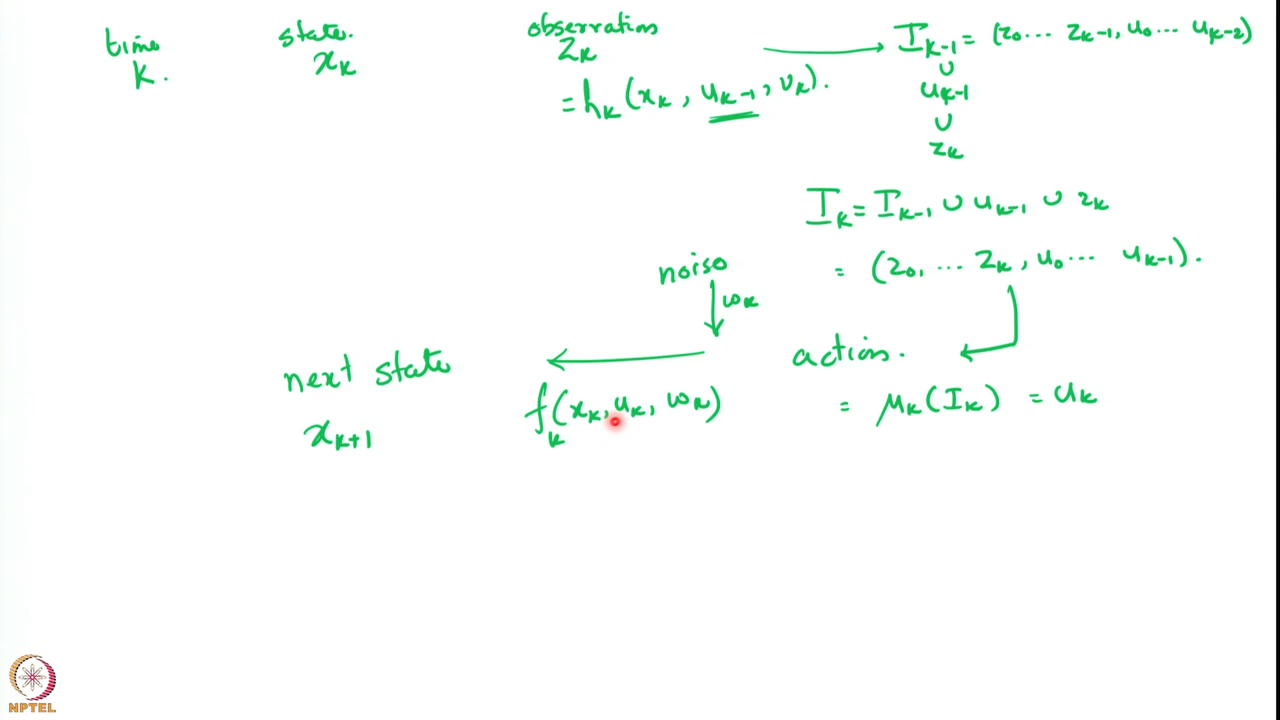 time state observation
k. x_k z_k → I_{k-1} = (z_0 ... z_{k-1}, u_0 ... u_{k-2})
= h_k (x_k, u_{k-1}, v_k).
∪
u_{k-1}
∪
z_k
I_k = I_{k-1} ∪ u_{k-1} ∪ z_k
= (z_0, ... z_k, u_0 ... u_{k-1}).
noise
w_k
next state ← action.
x_{k+1} f_k(x_k, u_k, w_k) = μ_k(I_k) = u_k
NPTEL